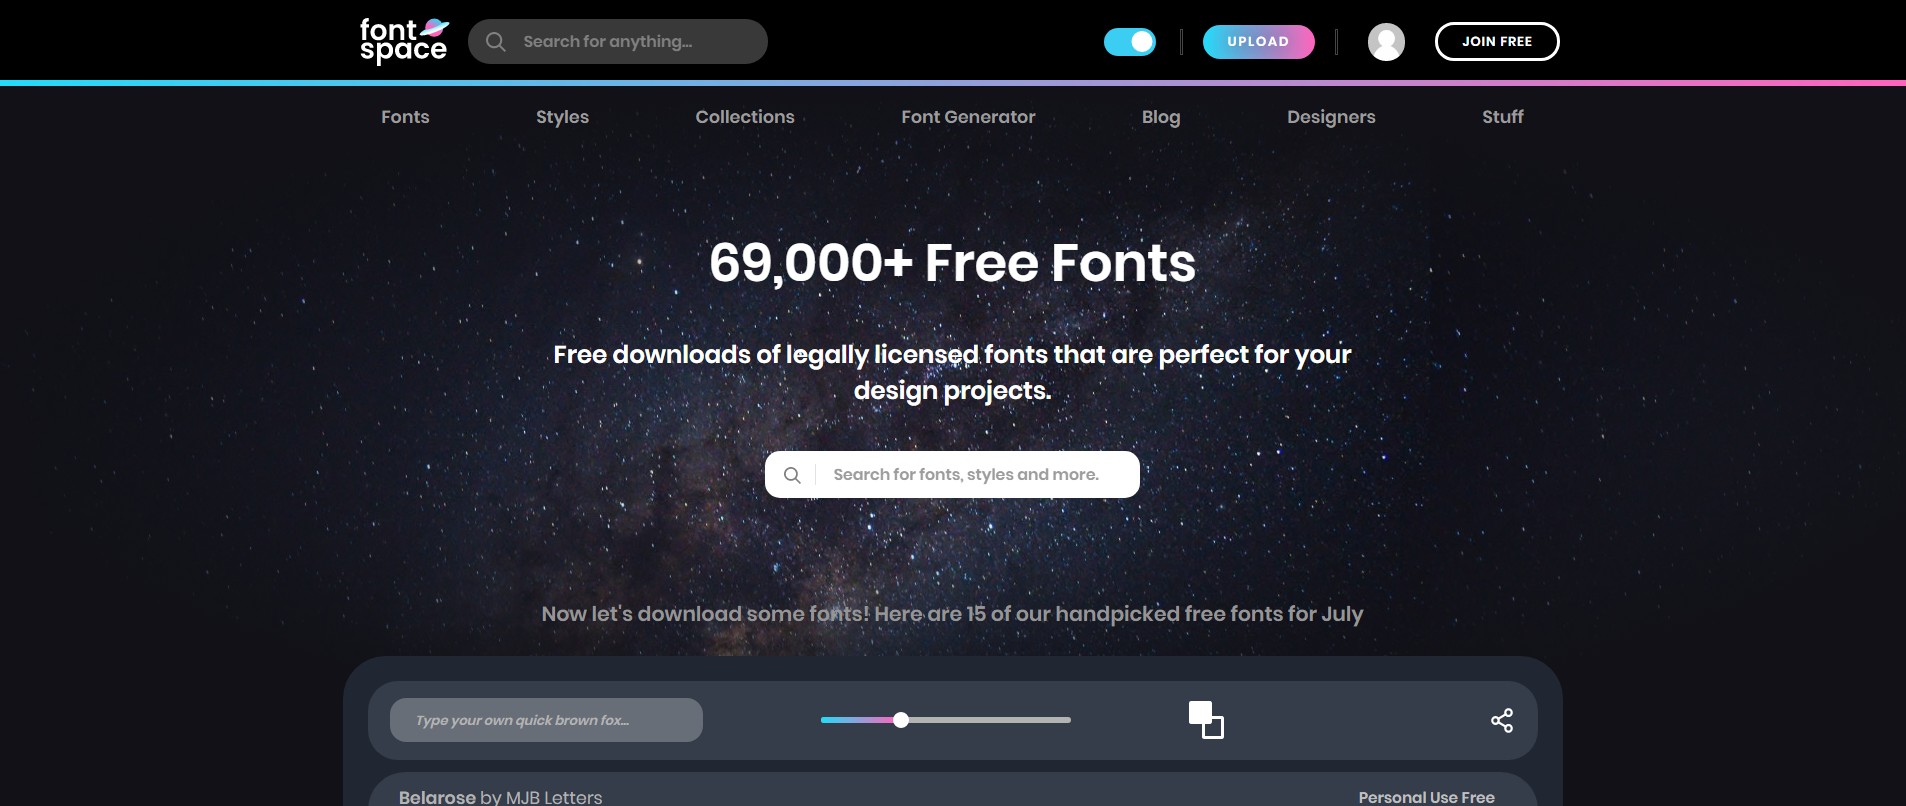 font
space
Search for anything...
UPLOAD
JOIN FREE
Fonts
Styles
Collections
Font Generator
Blog
Designers
Stuff
69,000+ Free Fonts
Free downloads of legally licensed fonts that are perfect for your
design projects.
Search for fonts, styles and more.
Now let's download some fonts! Here are 15 of our handpicked free fonts for July
Type your own quick brown fox...
Belarose by MJB Letters
Personal Use Free